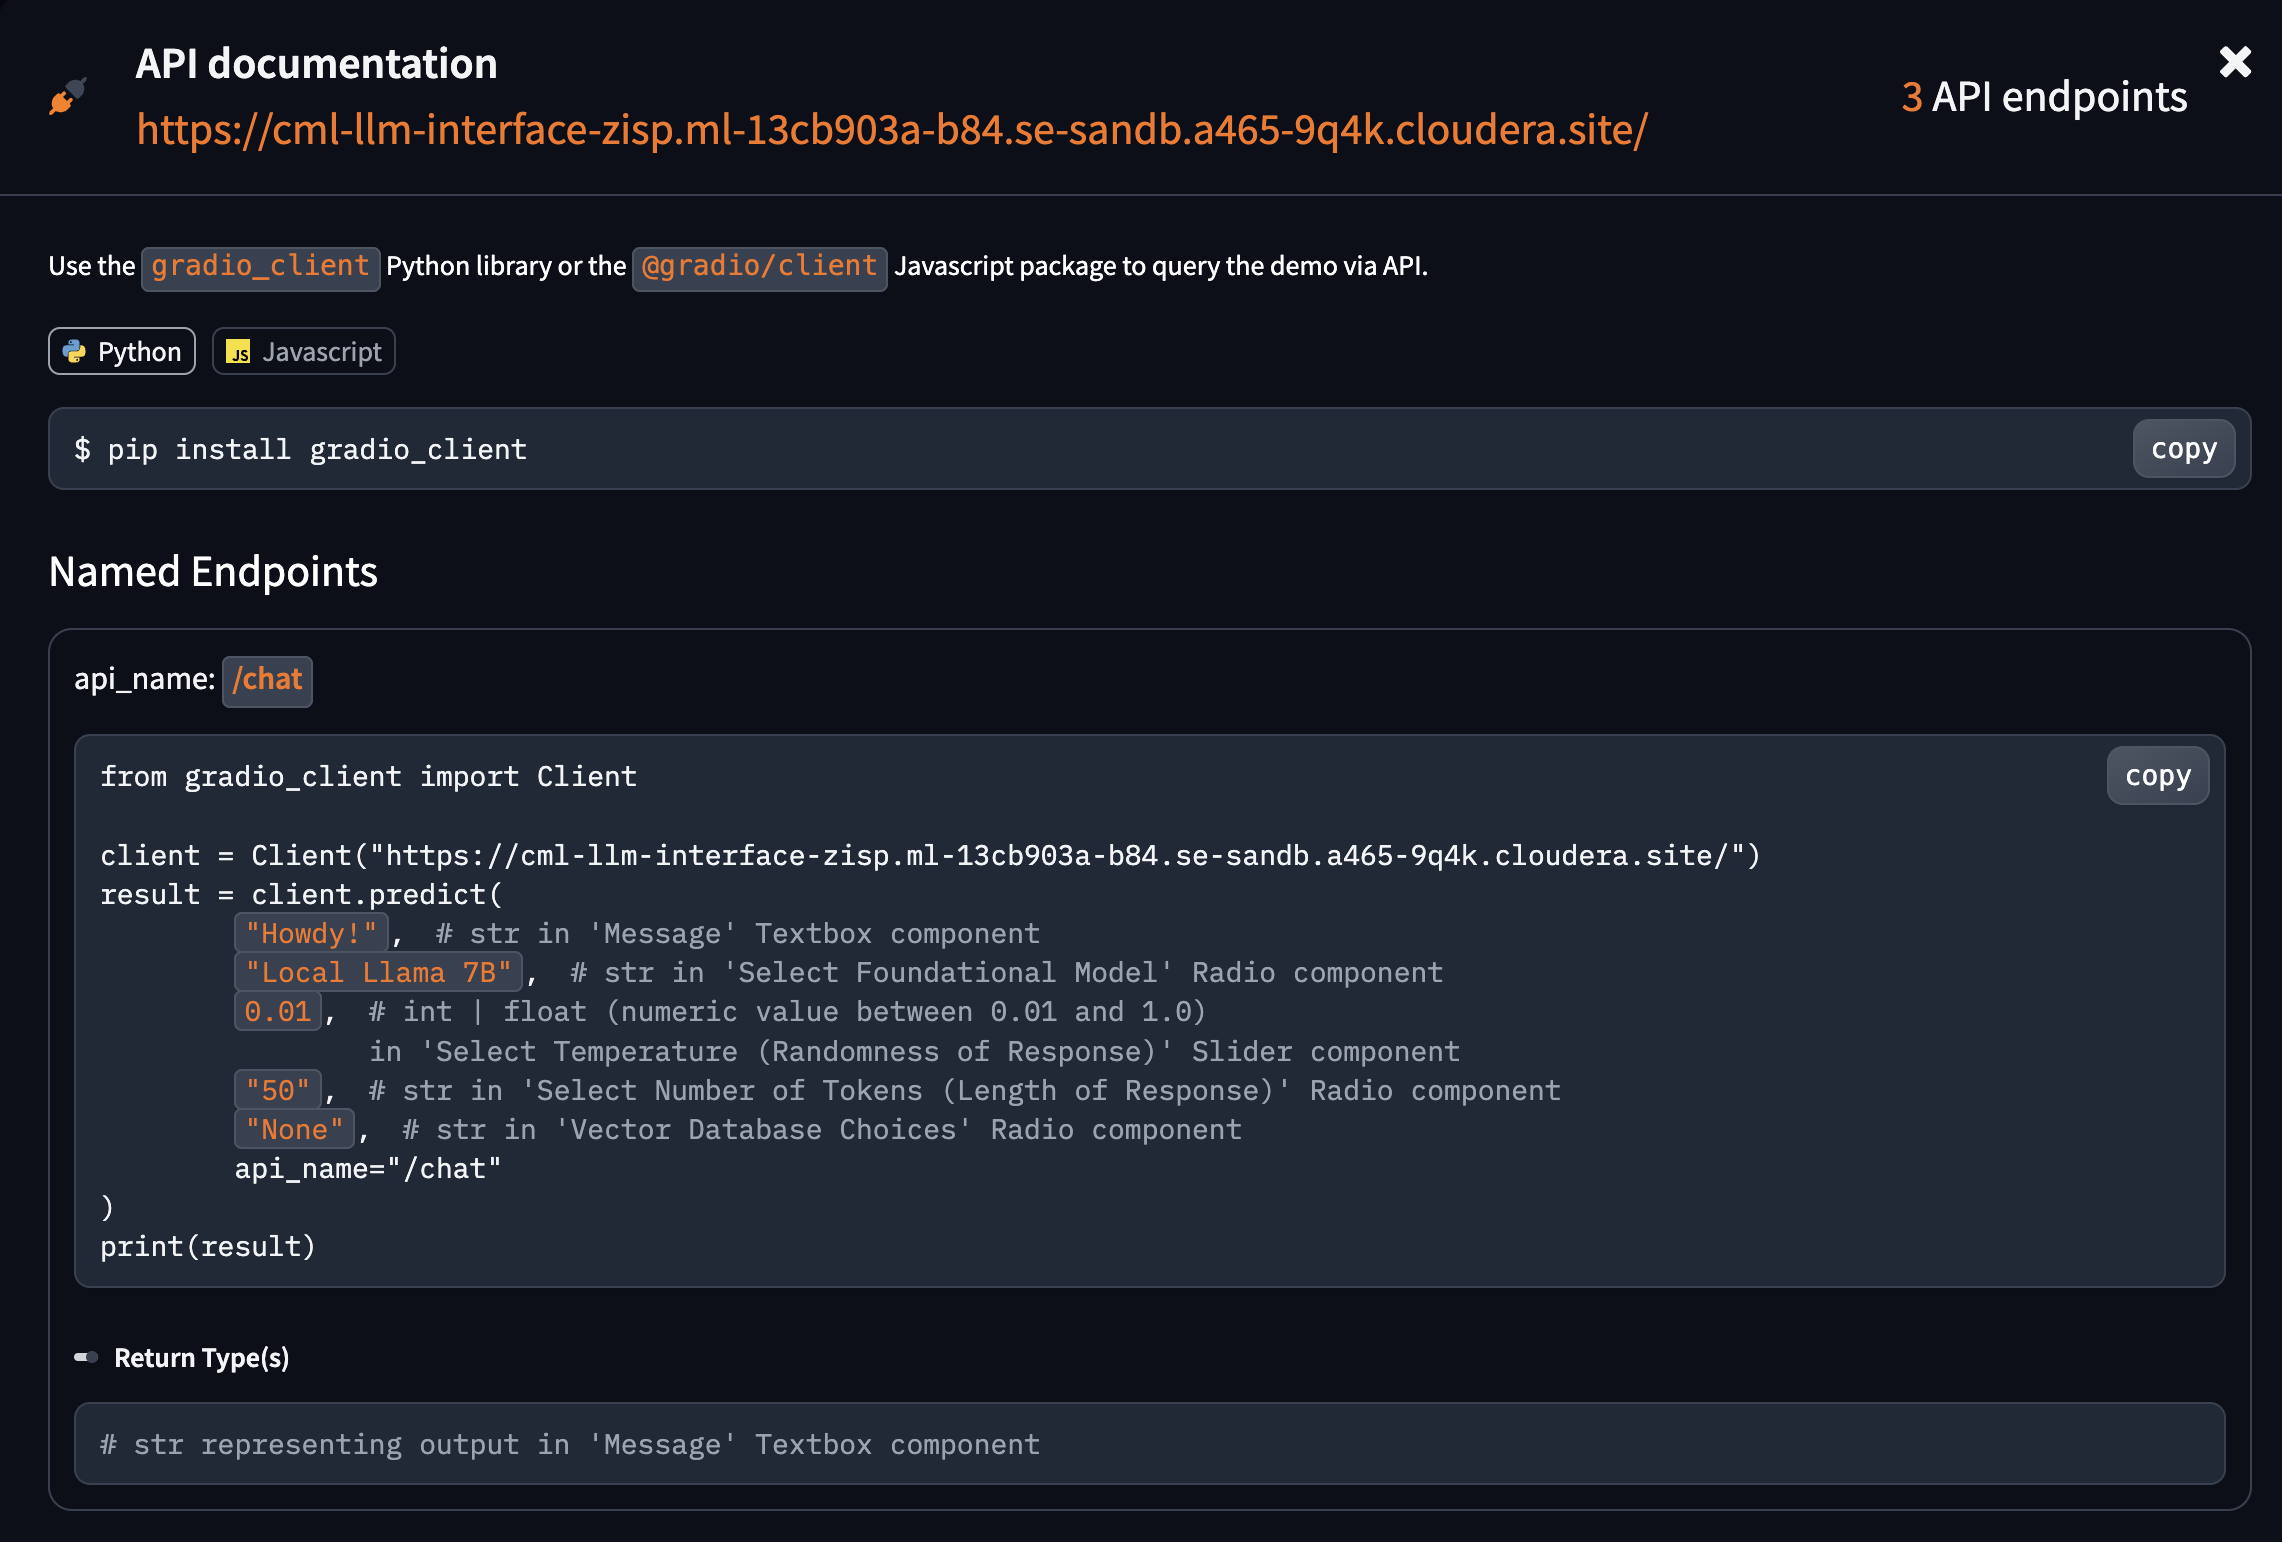 API documentation
https://cml-llm-interface-zisp.ml-13cb903a-b84.se-sandb.a465-9q4k.cloudera.site/
3 API endpoints
Use the gradio_client Python library or the @gradio/client Javascript package to query the demo via API.
Python
JS Javascript
$ pip install gradio_client
copy
Named Endpoints
api_name: /chat
from gradio_client import Client
copy
client = Client("https://cml-llm-interface-zisp.ml-13cb903a-b84.se-sandb.a465-9q4k.cloudera.site/")
result = client.predict(
"Howdy!", # str in 'Message' Textbox component
"Local Llama 7B", # str in 'Select Foundational Model' Radio component
0.01, # int | float (numeric value between 0.01 and 1.0)
in 'Select Temperature (Randomness of Response)' Slider component
"50", # str in 'Select Number of Tokens (Length of Response)' Radio component
"None", # str in 'Vector Database Choices' Radio component
api_name="/chat"
)
print(result)
Return Type(s)
# str representing output in 'Message' Textbox component